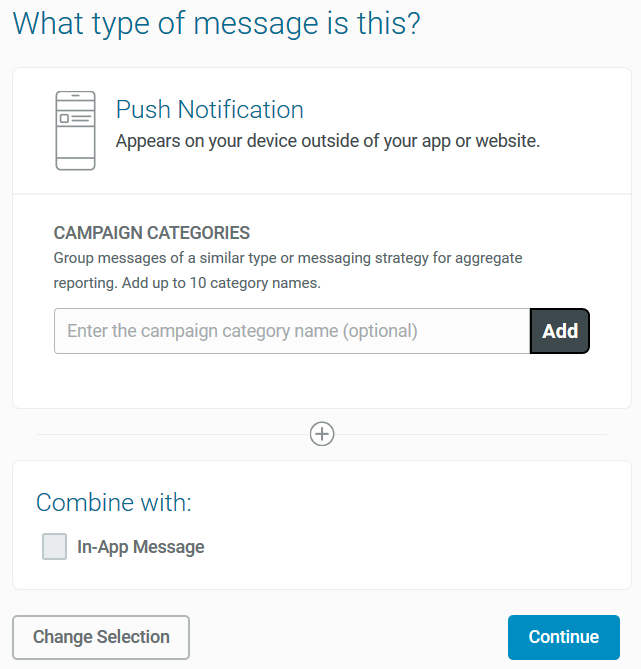 What type of message is this?
Push Notification
Appears on your device outside of your app or website.
CAMPAIGN CATEGORIES
Group messages of a similar type or messaging strategy for aggregate
reporting. Add up to 10 category names.
Enter the campaign category name (optional)
Add
Combine with:
In-App Message
Change Selection
Continue